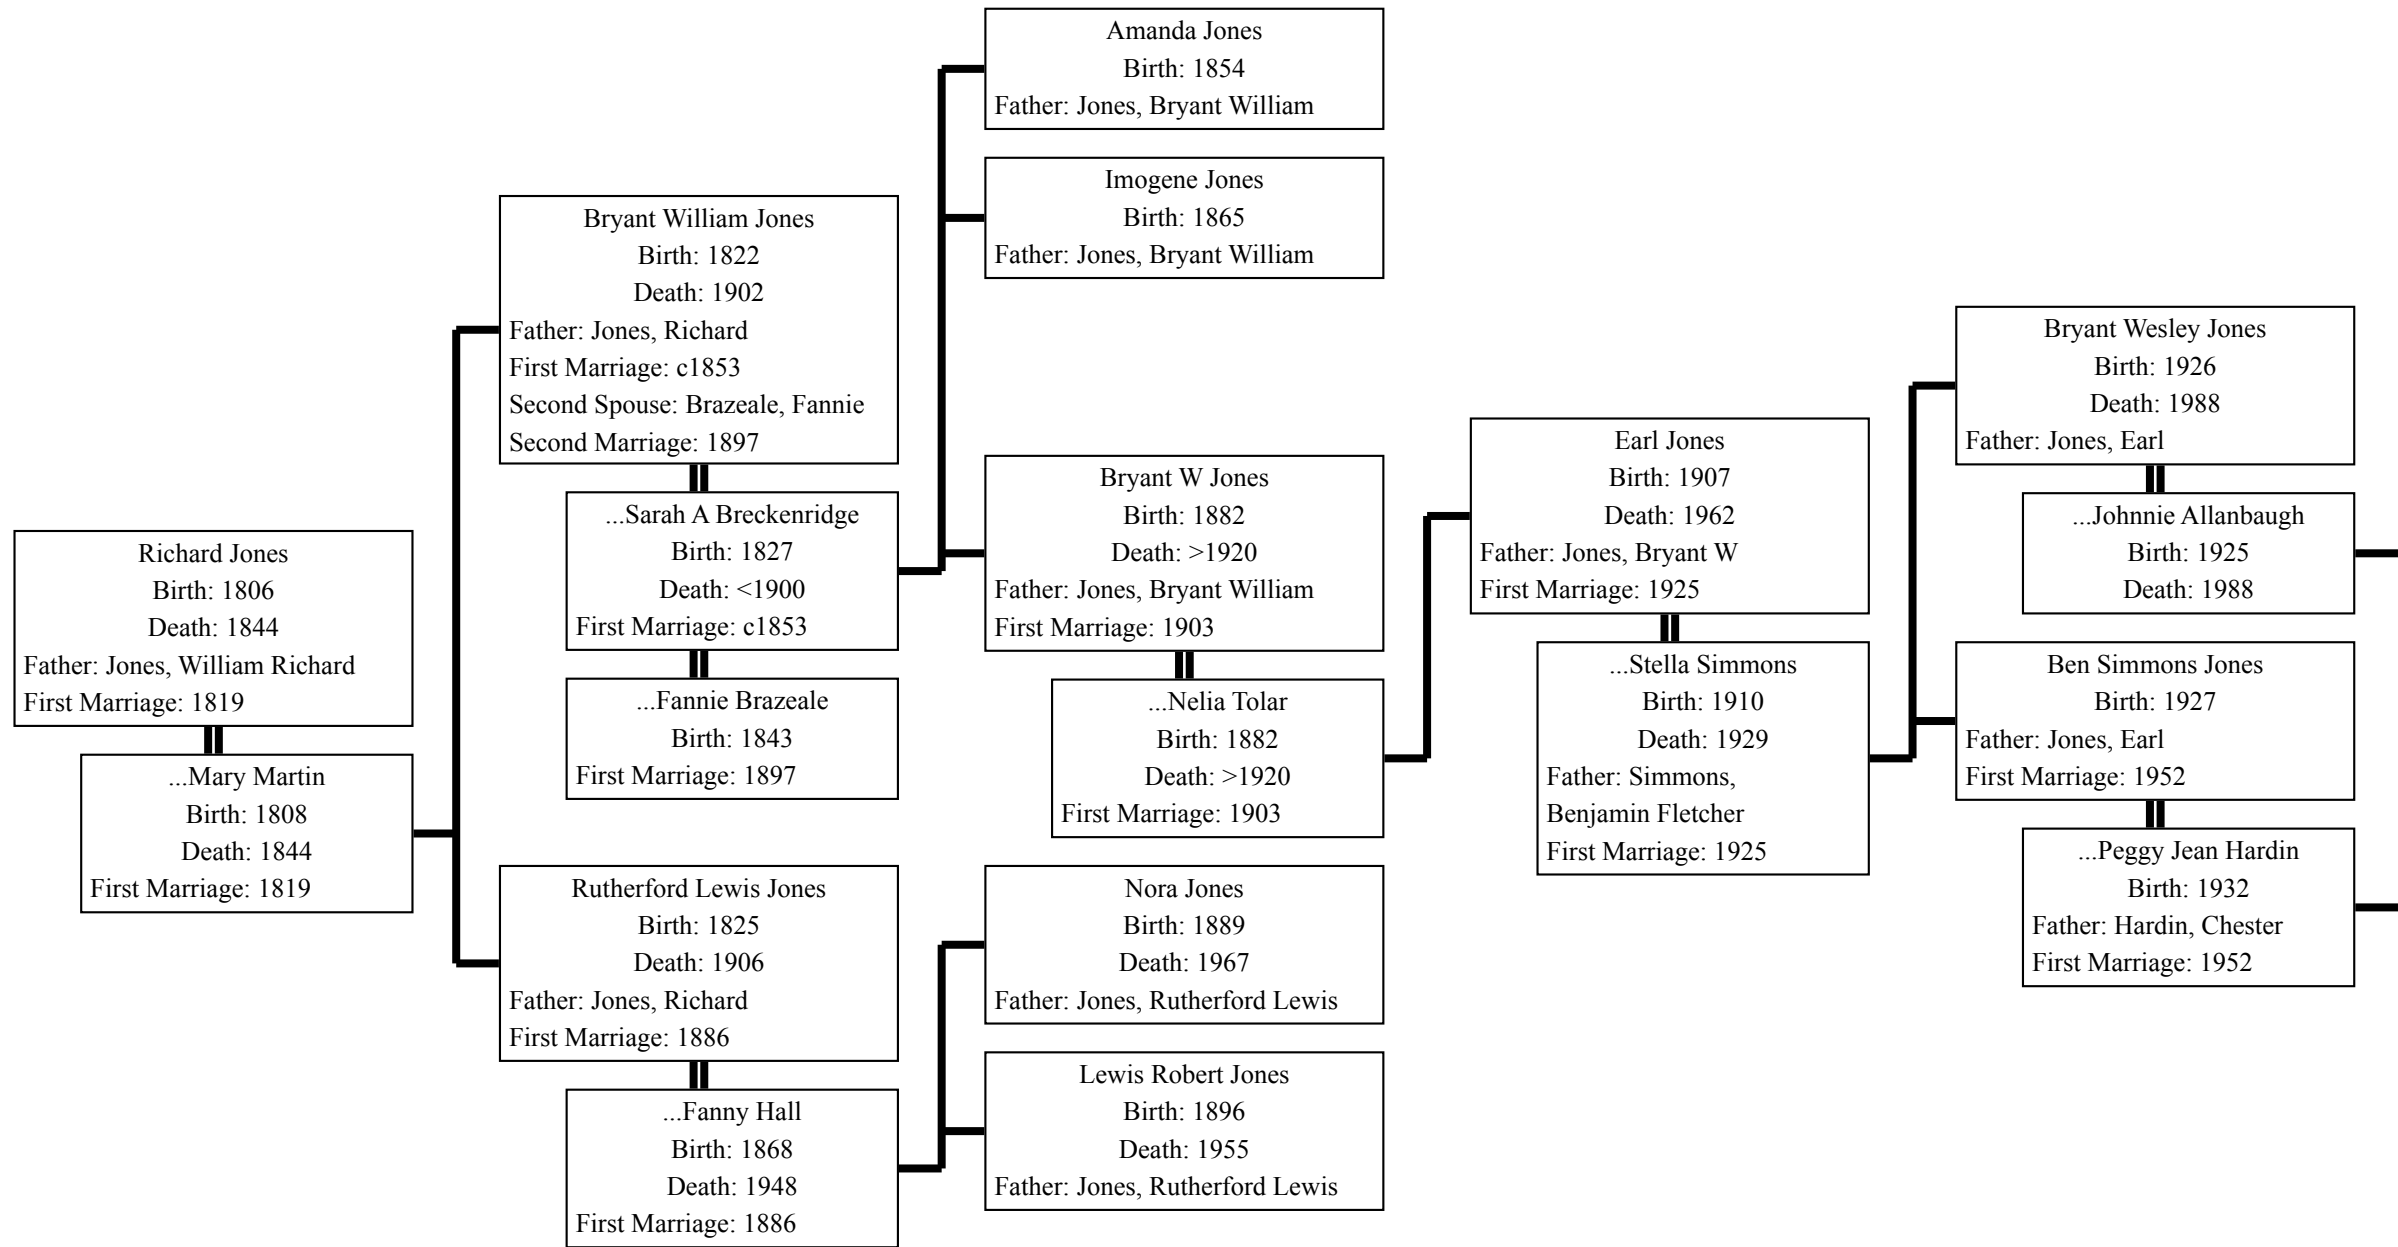 Richard Jones
Birth: 1806
Death: 1844
Father: Jones, William Richard
First Marriage: 1819
...Mary Martin
Birth: 1808
Death: 1844
First Marriage: 1819
Bryant William Jones
Birth: 1822
Death: 1902
Father: Jones, Richard
First Marriage: c1853
Second Spouse: Brazeale, Fannie
Second Marriage: 1897
...Sarah A Breckenridge
Birth: 1827
Death: <1900
First Marriage: c1853
...Fannie Brazeale
Birth: 1843
First Marriage: 1897
Rutherford Lewis Jones
Birth: 1825
Death: 1906
Father: Jones, Richard
First Marriage: 1886
...Fanny Hall
Birth: 1868
Death: 1948
First Marriage: 1886
Amanda Jones
Birth: 1854
Father: Jones, Bryant William
Imogene Jones
Birth: 1865
Father: Jones, Bryant William
Bryant W Jones
Birth: 1882
Death: >1920
Father: Jones, Bryant William
First Marriage: 1903
...Nelia Tolar
Birth: 1882
Death: >1920
First Marriage: 1903
Nora Jones
Birth: 1889
Death: 1967
Father: Jones, Rutherford Lewis
Lewis Robert Jones
Birth: 1896
Death: 1955
Father: Jones, Rutherford Lewis
Earl Jones
Birth: 1907
Death: 1962
Father: Jones, Bryant W
First Marriage: 1925
...Stella Simmons
Birth: 1910
Death: 1929
Father: Simmons,
Benjamin Fletcher
First Marriage: 1925
Bryant Wesley Jones
Birth: 1926
Death: 1988
Father: Jones, Earl
...Johnnie Allanbaugh
Birth: 1925
Death: 1988
Ben Simmons Jones
Birth: 1927
Father: Jones, Earl
First Marriage: 1952
...Peggy Jean Hardin
Birth: 1932
Father: Hardin, Chester
First Marriage: 1952